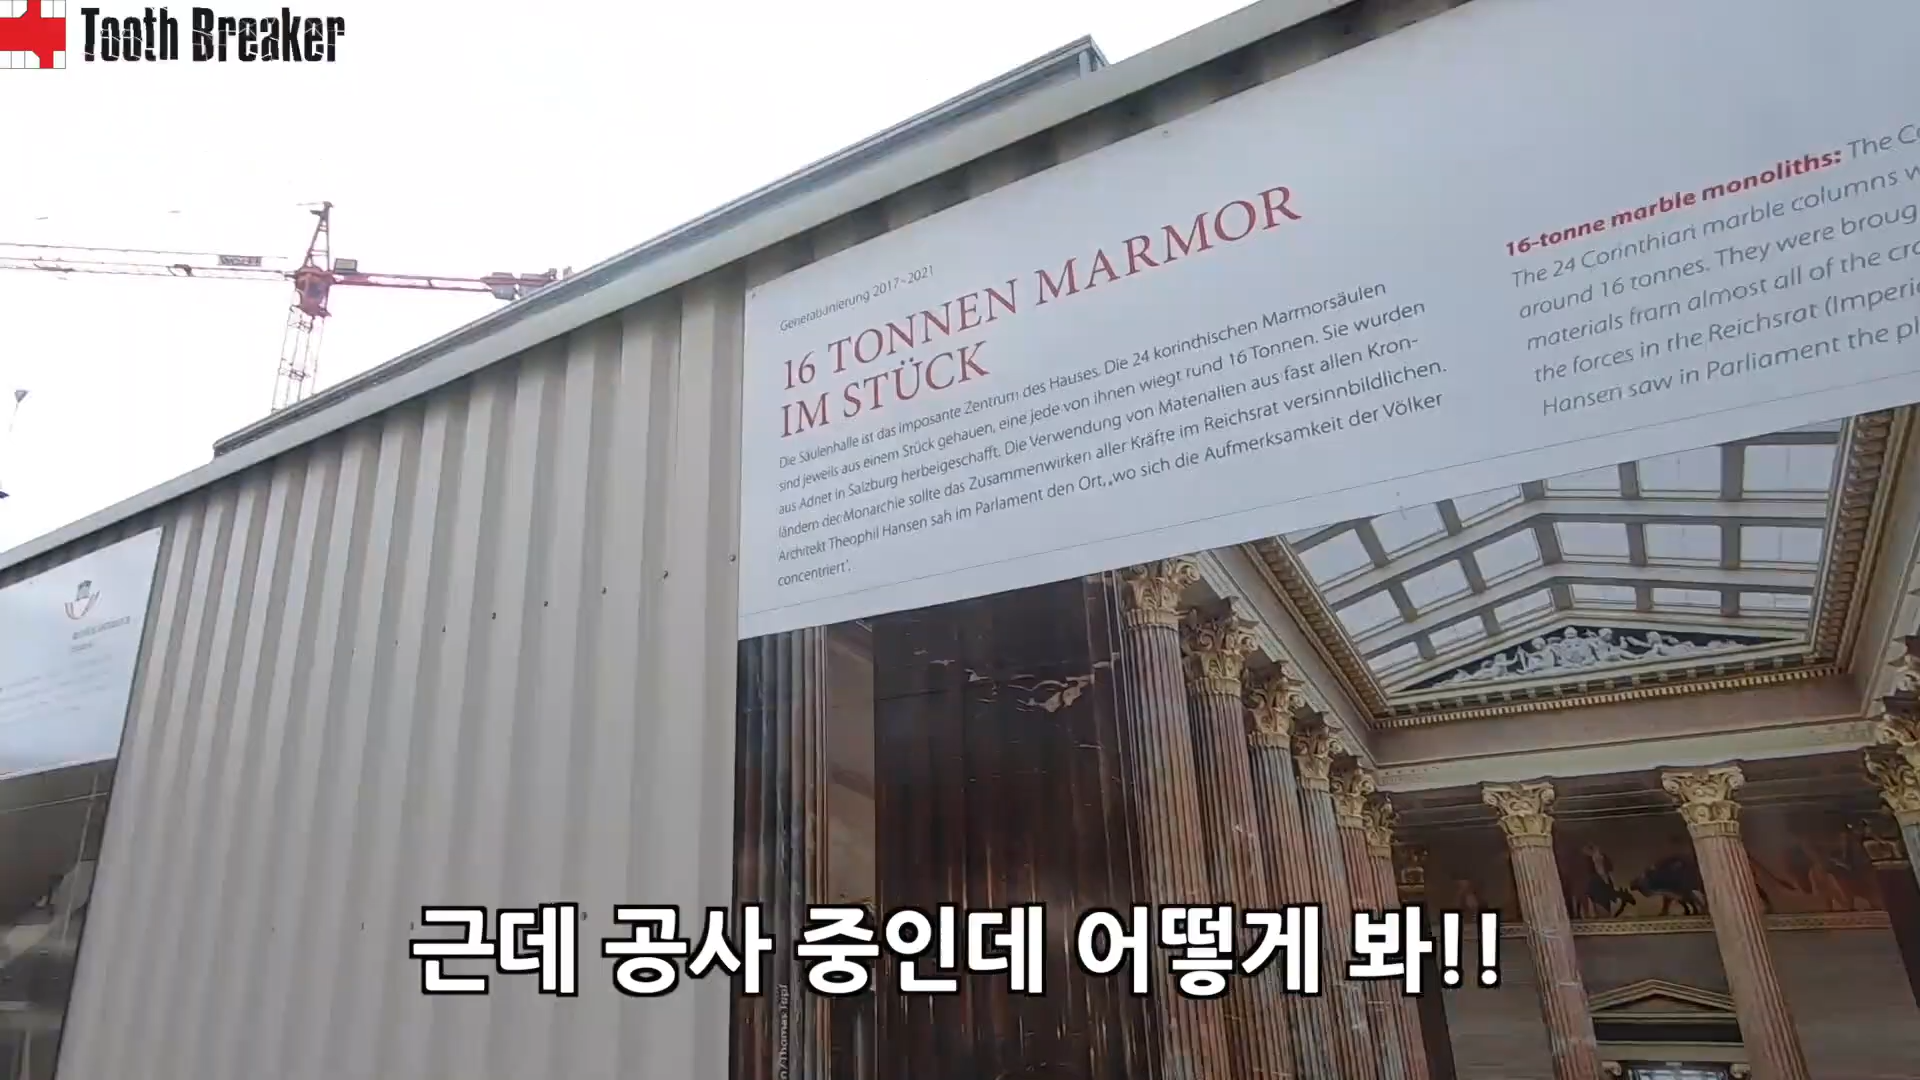 Tooth Breaker
WOLFF
Generalsanierung 2017-2021
16 TONNEN MARMOR
IM STÜCK
Die Säulenhalle ist das imposante Zentrum des Hauses. Die 24 korinthischen Marmorsäulen
sind jeweils aus einem Stück gehauen, eine jede von ihnen wiegt rund 16 Tonnen. Sie wurden
aus Adnet in Salzburg herbeigeschafft. Die Verwendung von Materialien aus fast allen Kron-
ländern der Monarchie sollte das Zusammenwirken aller Kräfte im Reichsrat versinnbildlichen.
Architekt Theophil Hansen sah im Parlament den Ort, „wo sich die Aufmerksamkeit der Völker
concentriert'.
16-tonne marble monoliths: The
The 24 Corinthian marble columns
around 16 tonnes. They were
materials from almost all of the
the forces in the Reichsrat
Hansen saw in Parliament the
Thomas Topf
근데 공사 중인데 어떻게 봐!!